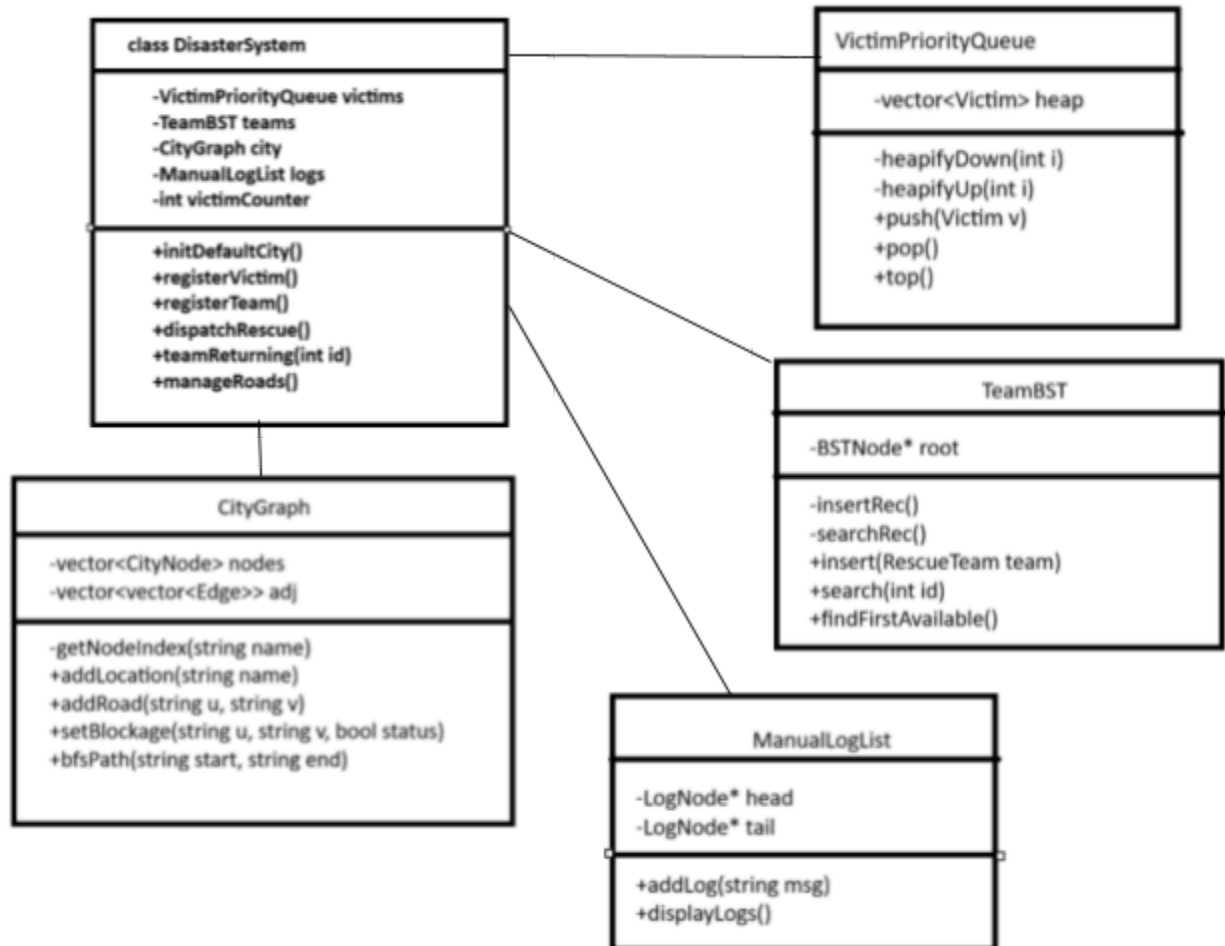 class DisasterSystem
-VictimPriorityQueue victims
-TeamBST teams
-CityGraph city
-ManualLogList logs
-int victimCounter
+initDefaultCity()
+registerVictim()
+registerTeam()
+dispatchRescue()
+teamReturning(int id)
+manageRoads()
VictimPriorityQueue
-vector<Victim> heap
-heapifyDown(int i)
-heapifyUp(int i)
+push(Victim v)
+pop()
+top()
TeamBST
-BSTNode* root
-insertRec()
-searchRec()
+insert(RescueTeam team)
+search(int id)
+findFirstAvailable()
CityGraph
-vector<CityNode> nodes
-vector<vector<Edge>> adj
-getNodeIndex(string name)
+addLocation(string name)
+addRoad(string u, string v)
+setBlockage(string u, string v, bool status)
+bfsPath(string start, string end)
ManualLogList
-LogNode* head
-LogNode* tail
+addLog(string msg)
+displayLogs()